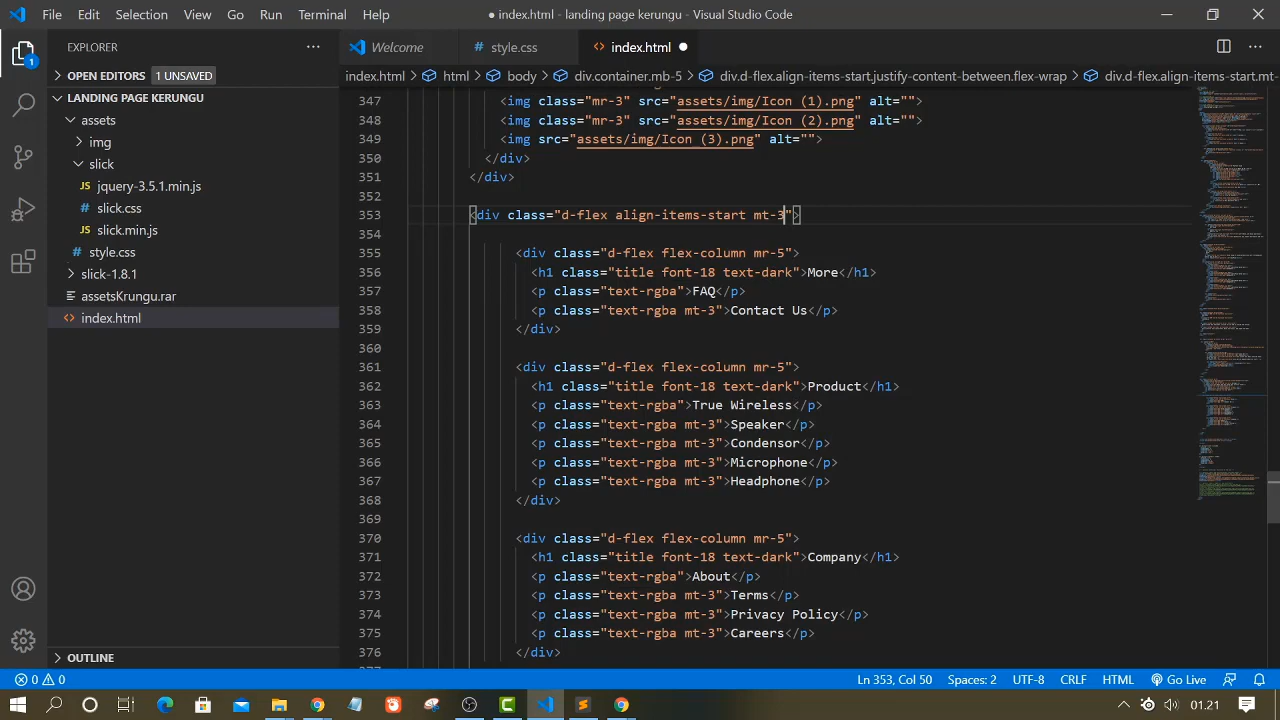 File Edit Selection View Go Run Terminal Help
● index.html - landing page kerungu - Visual Studio Code
EXPLORER
Welcome
style.css
index.html
OPEN EDITORS 1 UNSAVED
index.html > html > body > div.container.mb-5 > div.d-flex.align-items-start.justify-content-between.flex-wrap > div.d-flex.align-items-start.mt-
LANDING PAGE KERUNGU
assets
img
slick
jquery-3.5.1.min.js
slick.css
slick.min.js
style.css
slick-1.8.1
index.html
347 <img class="mr-3" src="assets/img/Icon (1).png" alt="">
348 <img class="mr-3" src="assets/img/Icon (2).png" alt="">
349 <img src="assets/img/Icon (3).png" alt="">
350 </div>
351 </div>
352
353 <div class="d-flex align-items-start mt-3 >
354
355 <div class="d-flex flex-column mr-5">
356 <h1 class="title font-18 text-dark">More</h1>
357 <p class="text-rgba">FAQ</p>
358 <p class="text-rgba mt-3">Contact Us</p>
359 </div>
360
361 <div class="d-flex flex-column mr-5">
362 <h1 class="title font-18 text-dark">Product</h1>
363 <p class="text-rgba">True Wireless</p>
364 <p class="text-rgba mt-3">Speaker</p>
365 <p class="text-rgba mt-3">Condensor</p>
366 <p class="text-rgba mt-3">Microphone</p>
367 <p class="text-rgba mt-3">Headphone</p>
368 </div>
369
370 <div class="d-flex flex-column mr-5">
371 <h1 class="title font-18 text-dark">Company</h1>
372 <p class="text-rgba">About</p>
373 <p class="text-rgba mt-3">Terms</p>
374 <p class="text-rgba mt-3">Privacy Policy</p>
375 <p class="text-rgba mt-3">Careers</p>
376 </div>
OUTLINE
0 0
Ln 353, Col 50 Spaces: 2 UTF-8 CRLF HTML Go Live
01.21